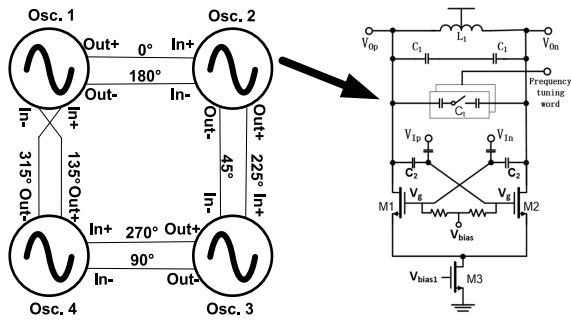 Osc. 1
Osc. 2
Out+
0°
In+
180°
Out-
In-
In-
In+
Out-
Out+
315° Out-
135° Out+
45°
225°
In-
In+
In+
270°
Out+
90°
In-
Out-
Osc. 4
Osc. 3
V0p
L1
V0n
C1
C1
Frequency
tuning
word
Ct
VIp
VIn
C2
C2
M1
Vg
Vg
M2
Vbias
Vbias1
M3